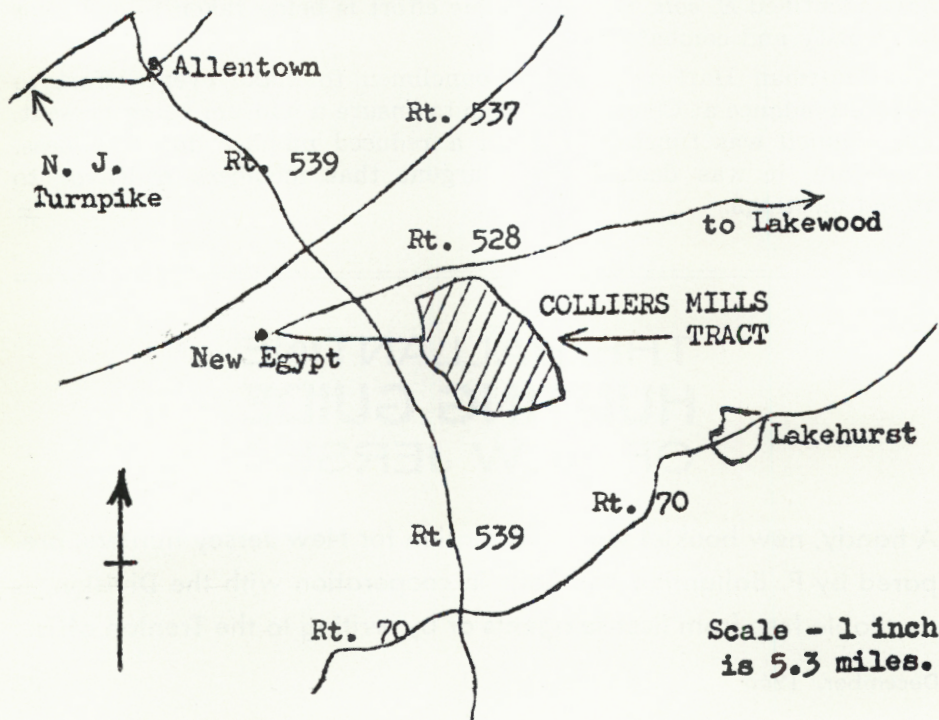 Allentown
Rt. 537
N. J.
Turnpike
Rt. 539
to Lakewood
Rt. 528
COLLIERS MILLS
TRACT
New Egypt
Lakehurst
Rt. 70
Rt. 539
Rt. 70
Scale - 1 inch
is 5.3 miles.